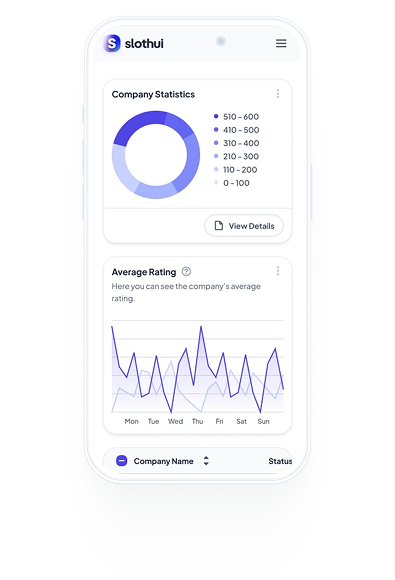 S slothui
Company Statistics
510 - 600
410 - 500
310 - 400
210 - 300
110 - 200
0 - 100
View Details
Average Rating
Here you can see the company's average
rating.
Mon Tue Wed Thu Fri Sat Sun
Company Name Status